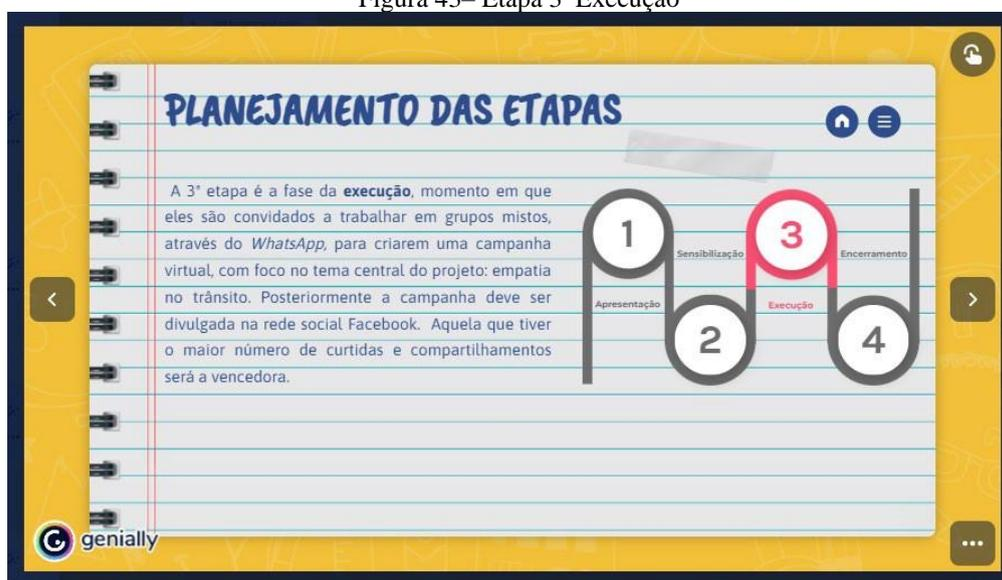 Figura 43– Etapa 3 Execução
PLANEJAMENTO DAS ETAPAS
A 3ª etapa é a fase da execução, momento em que
eles são convidados a trabalhar em grupos mistos,
através do WhatsApp, para criarem uma campanha
virtual, com foco no tema central do projeto: empatia
no trânsito. Posteriormente a campanha deve ser
divulgada na rede social Facebook. Aquela que tiver
o maior número de curtidas e compartilhamentos
será a vencedora.
1
Apresentação
2
Sensibilização
3
Execução
4
Encerramento
genially